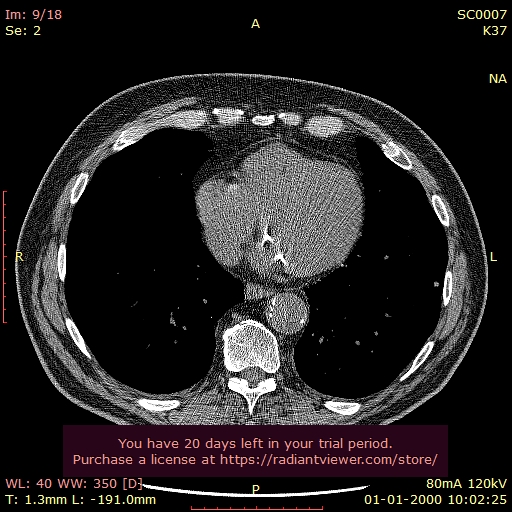 Im: 9/18
Se: 2
A
SC0007
K37
NA
R
L
You have 20 days left in your trial period.
Purchase a license at https://radiantviewer.com/store/
WL: 40 WW: 350 [D]
T: 1.3mm L: -191.0mm
P
80mA 120kV
01-01-2000 10:02:25